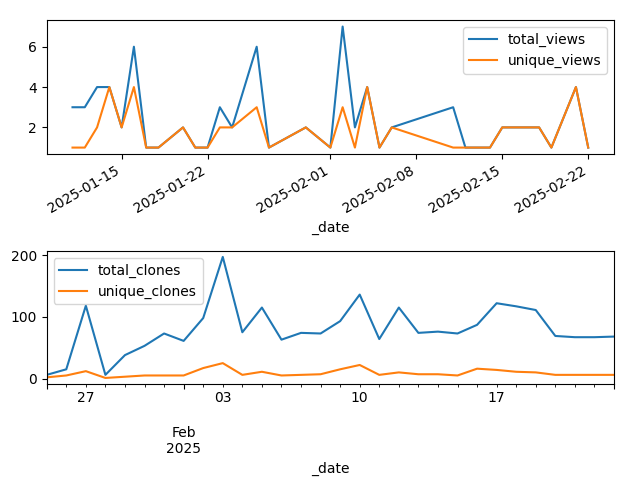 6
4
2
total_views
unique_views
2025-01-15
2025-01-22
2025-02-01
2025-02-08
2025-02-15
2025-02-22
_date
200
100
0
total_clones
unique_clones
27
03
10
17
Feb
2025
_date